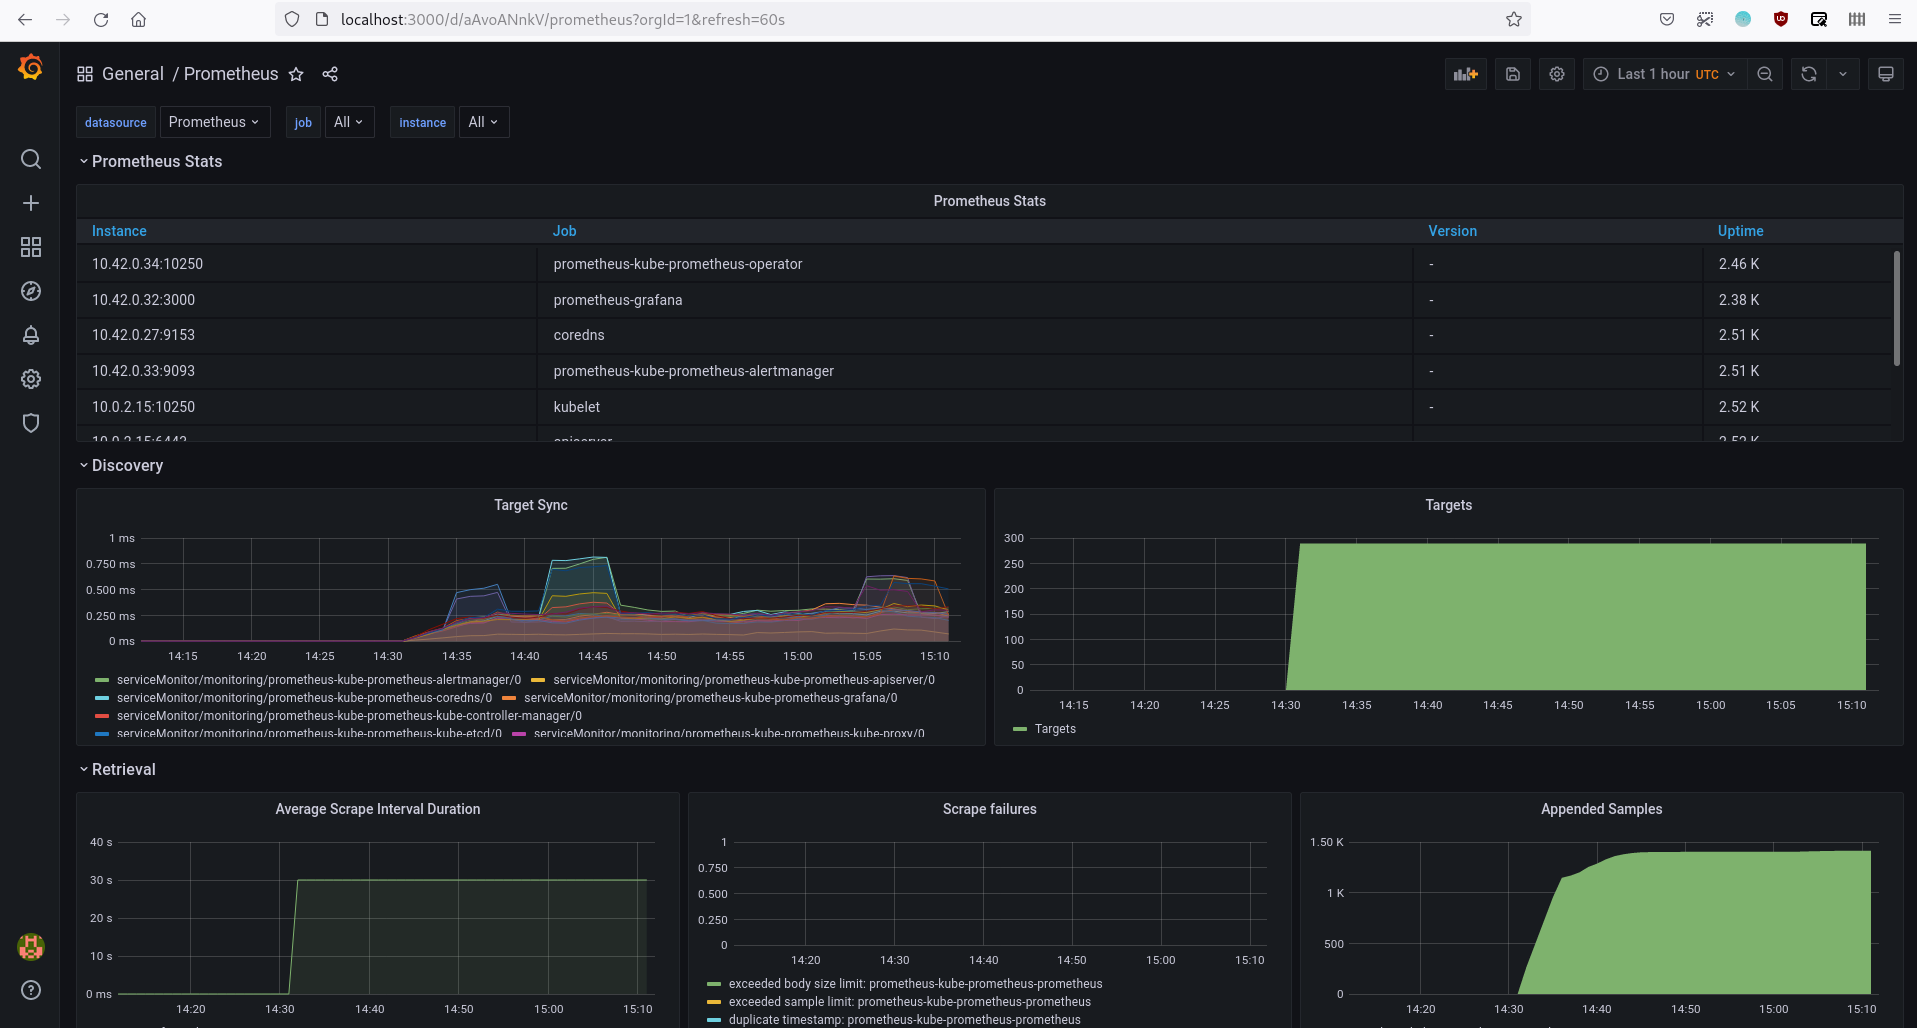 localhost:3000/d/aAvoANnkV/prometheus?orgId=1&refresh=60s
General / Prometheus
Last 1 hour UTC
datasource Prometheus job All instance All
Prometheus Stats
Prometheus Stats
Instance Job Version Uptime
10.42.0.34:10250 prometheus-kube-prometheus-operator - 2.46 K
10.42.0.32:3000 prometheus-grafana - 2.38 K
10.42.0.27:9153 coredns - 2.51 K
10.42.0.33:9093 prometheus-kube-prometheus-alertmanager - 2.51 K
10.0.2.15:10250 kubelet - 2.52 K
10.0.2.15:6443 apiserver 2.52 K
Discovery
Target Sync
1 ms
0.750 ms
0.500 ms
0.250 ms
0 ms
14:15 14:20 14:25 14:30 14:35 14:40 14:45 14:50 14:55 15:00 15:05 15:10
serviceMonitor/monitoring/prometheus-kube-prometheus-alertmanager/0 serviceMonitor/monitoring/prometheus-kube-prometheus-apiserver/0
serviceMonitor/monitoring/prometheus-kube-prometheus-coredns/0 serviceMonitor/monitoring/prometheus-kube-prometheus-grafana/0
serviceMonitor/monitoring/prometheus-kube-prometheus-kube-controller-manager/0
serviceMonitor/monitoring/prometheus-kube-prometheus-kube-etcd/0 serviceMonitor/monitoring/prometheus-kube-prometheus-kube-proxy/0
Targets
300
250
200
150
100
50
0
14:15 14:20 14:25 14:30 14:35 14:40 14:45 14:50 14:55 15:00 15:05 15:10
Targets
Retrieval
Average Scrape Interval Duration
40 s
30 s
20 s
10 s
0 ms
14:20 14:30 14:40 14:50 15:00 15:10
Scrape failures
1
0.750
0.500
0.250
0
14:20 14:30 14:40 14:50 15:00 15:10
exceeded body size limit: prometheus-kube-prometheus-prometheus
exceeded sample limit: prometheus-kube-prometheus-prometheus
duplicate timestamp: prometheus-kube-prometheus-prometheus
Appended Samples
1.50 K
1 K
500
0
14:20 14:30 14:40 14:50 15:00 15:10